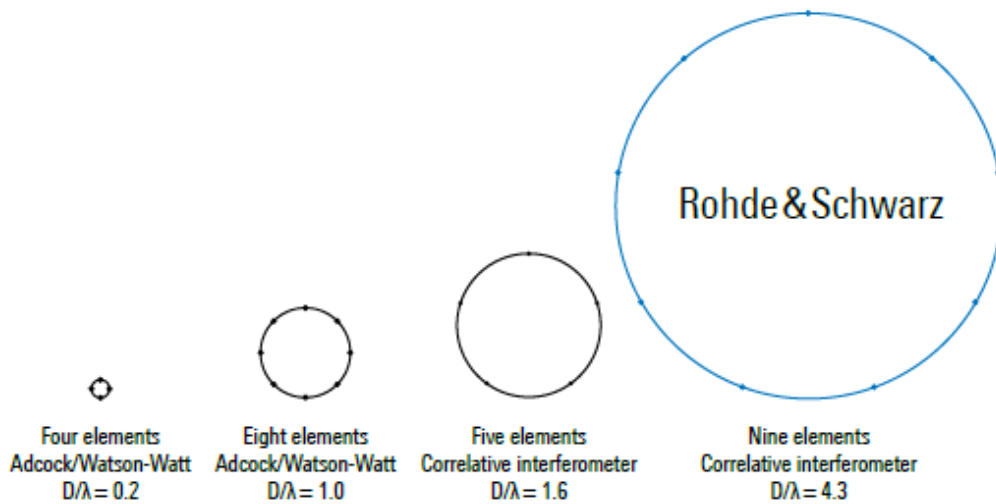 Rohde & Schwarz
Four elements
Adcock/Watson-Watt
D/λ = 0.2
Eight elements
Adcock/Watson-Watt
D/λ = 1.0
Five elements
Correlative interferometer
D/λ = 1.6
Nine elements
Correlative interferometer
D/λ = 4.3